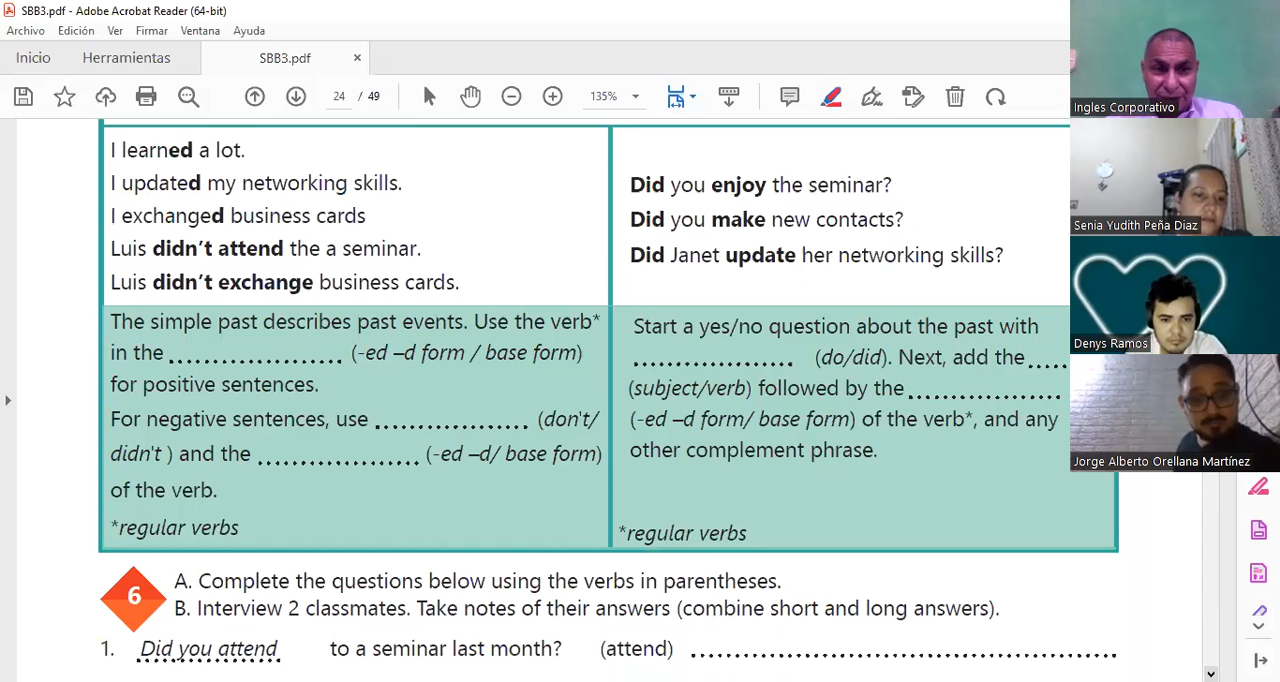 SBB3.pdf - Adobe Acrobat Reader (64-bit)
Archivo Edición Ver Firmar Ventana Ayuda
Inicio Herramientas SBB3.pdf ×
24 / 49 135%
I learned a lot.
I updated my networking skills.
I exchanged business cards
Luis didn't attend the a seminar.
Luis didn't exchange business cards.
Did you enjoy the seminar?
Did you make new contacts?
Did Janet update her networking skills?
The simple past describes past events. Use the verb*
in the .................... (-ed –d form / base form)
for positive sentences.
For negative sentences, use .................... (don't/
didn't ) and the .................... (-ed –d/ base form)
of the verb.
*regular verbs
Start a yes/no question about the past with
.................... (do/did). Next, add the .....
(subject/verb) followed by the ....................
(-ed –d form/ base form) of the verb*, and any
other complement phrase.
*regular verbs
6
A. Complete the questions below using the verbs in parentheses.
B. Interview 2 classmates. Take notes of their answers (combine short and long answers).
1. Did you attend to a seminar last month? (attend) ........................................
Ingles Corporativo
Senia Yudith Peña Diaz
Denys Ramos
Jorge Alberto Orellana Martínez